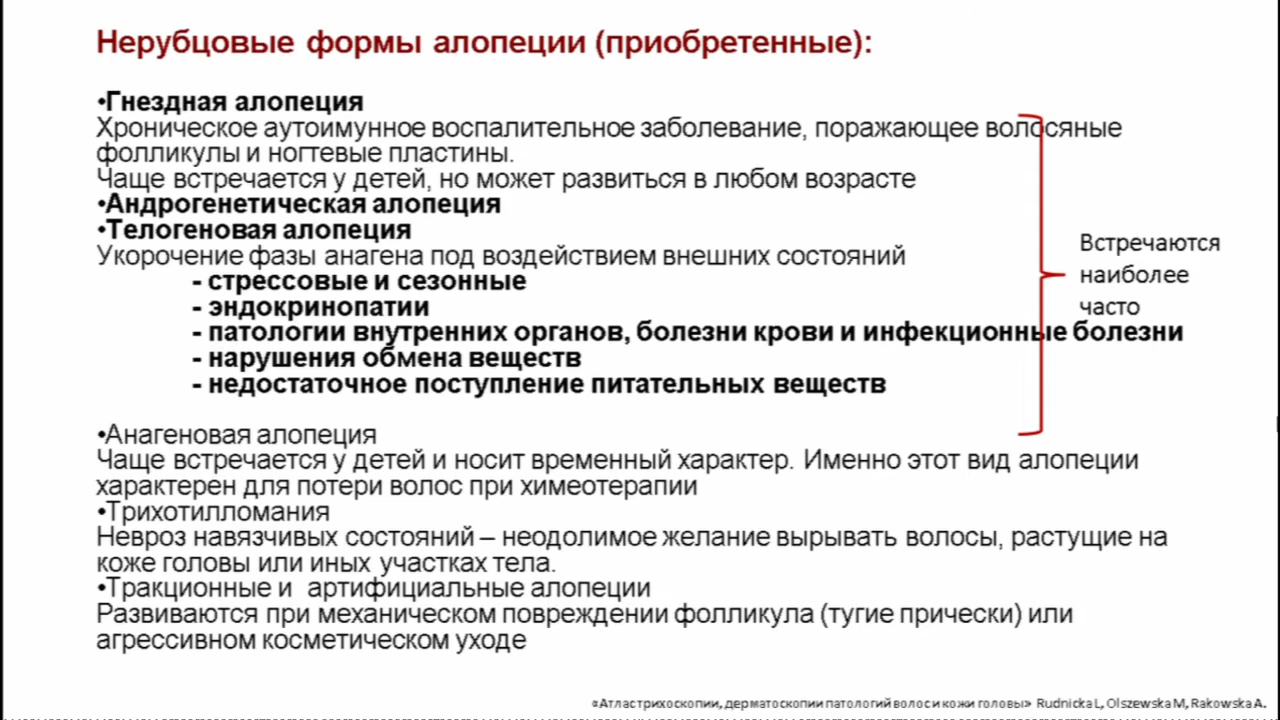 Нерубцовые формы алопеции (приобретенные):
•Гнездная алопеция
Хроническое аутоимунное воспалительное заболевание, поражающее волосяные
фолликулы и ногтевые пластины.
Чаще встречается у детей, но может развиться в любом возрасте
•Андрогенетическая алопеция
•Телогеновая алопеция
Укорочение фазы анагена под воздействием внешних состояний
- стрессовые и сезонные
- эндокринопатии
- патологии внутренних органов, болезни крови и инфекционные болезни
- нарушения обмена веществ
- недостаточное поступление питательных веществ
Встречаются
наиболее
часто
•Анагеновая алопеция
Чаще встречается у детей и носит временный характер. Именно этот вид алопеции
характерен для потери волос при химеотерапии
•Трихотилломания
Невроз навязчивых состояний – неодолимое желание вырывать волосы, растущие на
коже головы или иных участках тела.
•Тракционные и артифициальные алопеции
Развиваются при механическом повреждении фолликула (тугие прически) или
агрессивном косметическом уходе
«Атлас трихоскопии, дерматоскопии патологий волос и кожи головы» Rudnicka L, Olszewska M, Rakowska A.